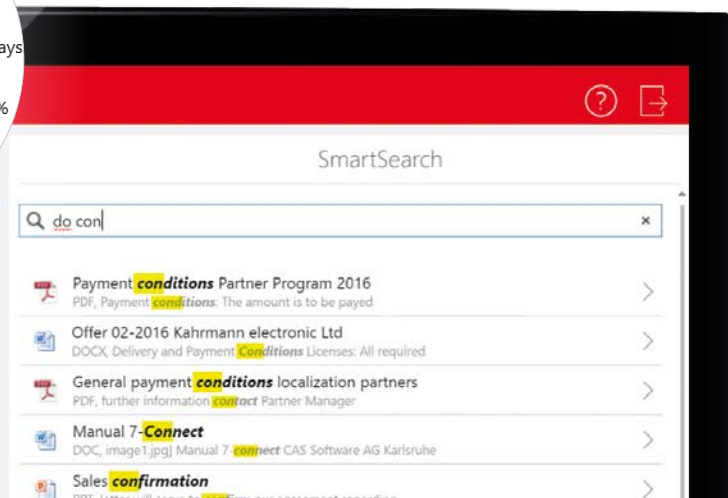 ays
%
SmartSearch
do con
Payment conditions Partner Program 2016
PDF, Payment conditions: The amount is to be payed
Offer 02-2016 Kahrmann electronic Ltd
DOCX, Delivery and Payment Conditions Licenses: All required
General payment conditions localization partners
PDF, further information contact Partner Manager
Manual 7-Connect
DOC, image1.jpg] Manual 7-connect CAS Software AG Karlsruhe
Sales confirmation